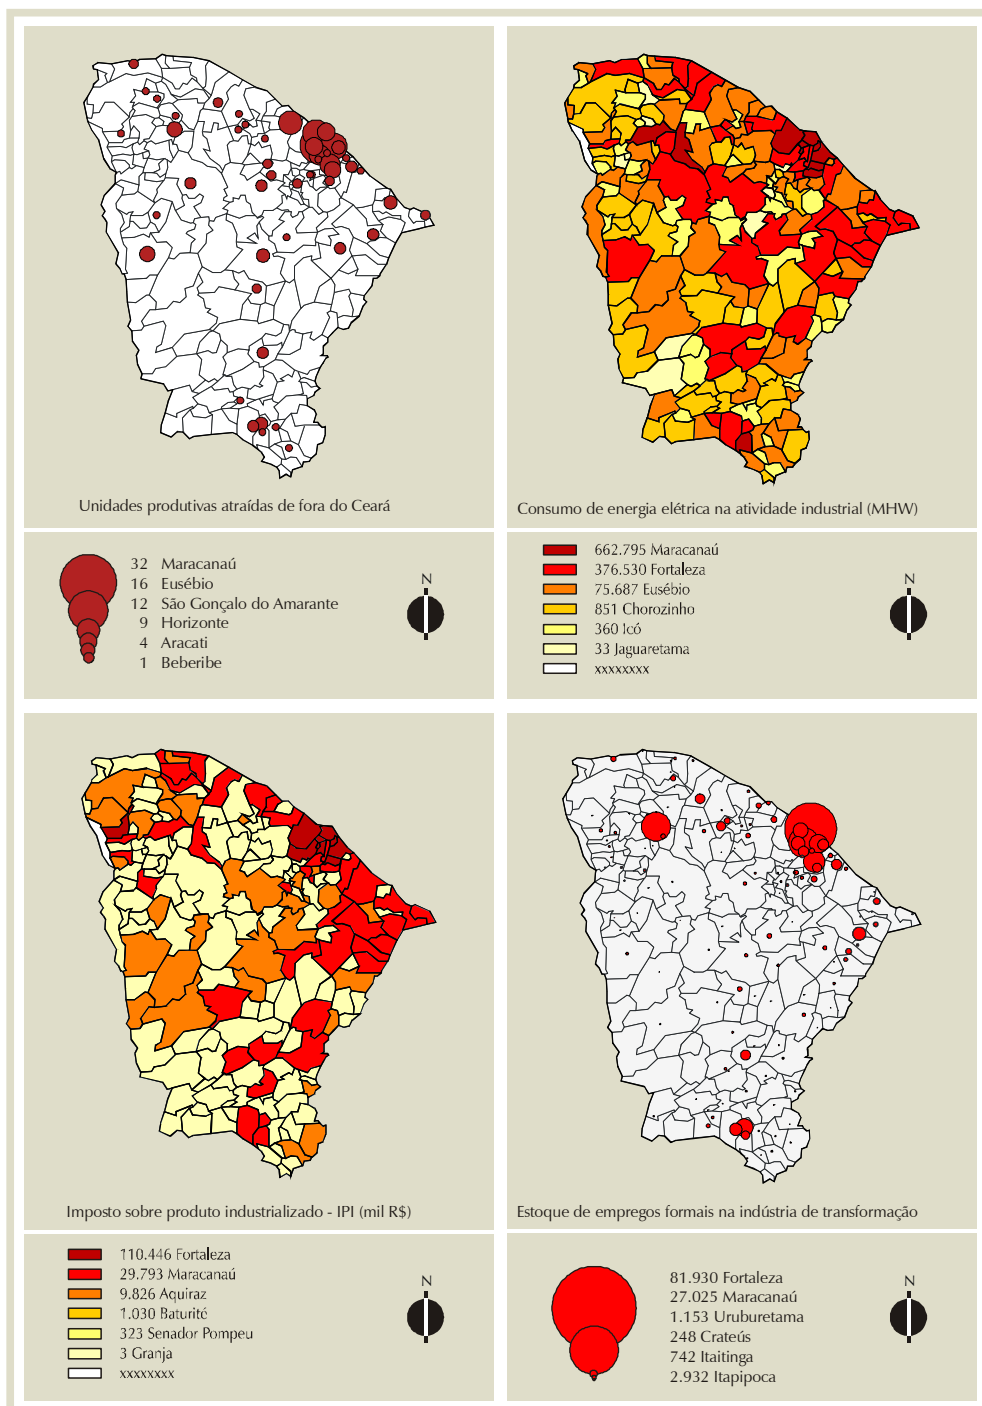 Unidades produtivas atraídas de fora do Ceará
Consumo de energia elétrica na atividade industrial (MHW)
32 Maracanaú
16 Eusébio
12 São Gonçalo do Amarante
9 Horizonte
4 Aracati
1 Beberibe
N
662.795 Maracanaú
376.530 Fortaleza
75.687 Eusébio
851 Chorozinho
360 Icó
33 Jaguaretama
xxxxxxxx
N
Imposto sobre produto industrializado - IPI (mil R$)
Estoque de empregos formais na indústria de transformação
110.446 Fortaleza
29.793 Maracanaú
9.826 Aquiraz
1.030 Baturité
323 Senador Pompeu
3 Granja
xxxxxxxx
N
81.930 Fortaleza
27.025 Maracanaú
1.153 Uruburetama
248 Crateús
742 Itaitinga
2.932 Itapipoca
N